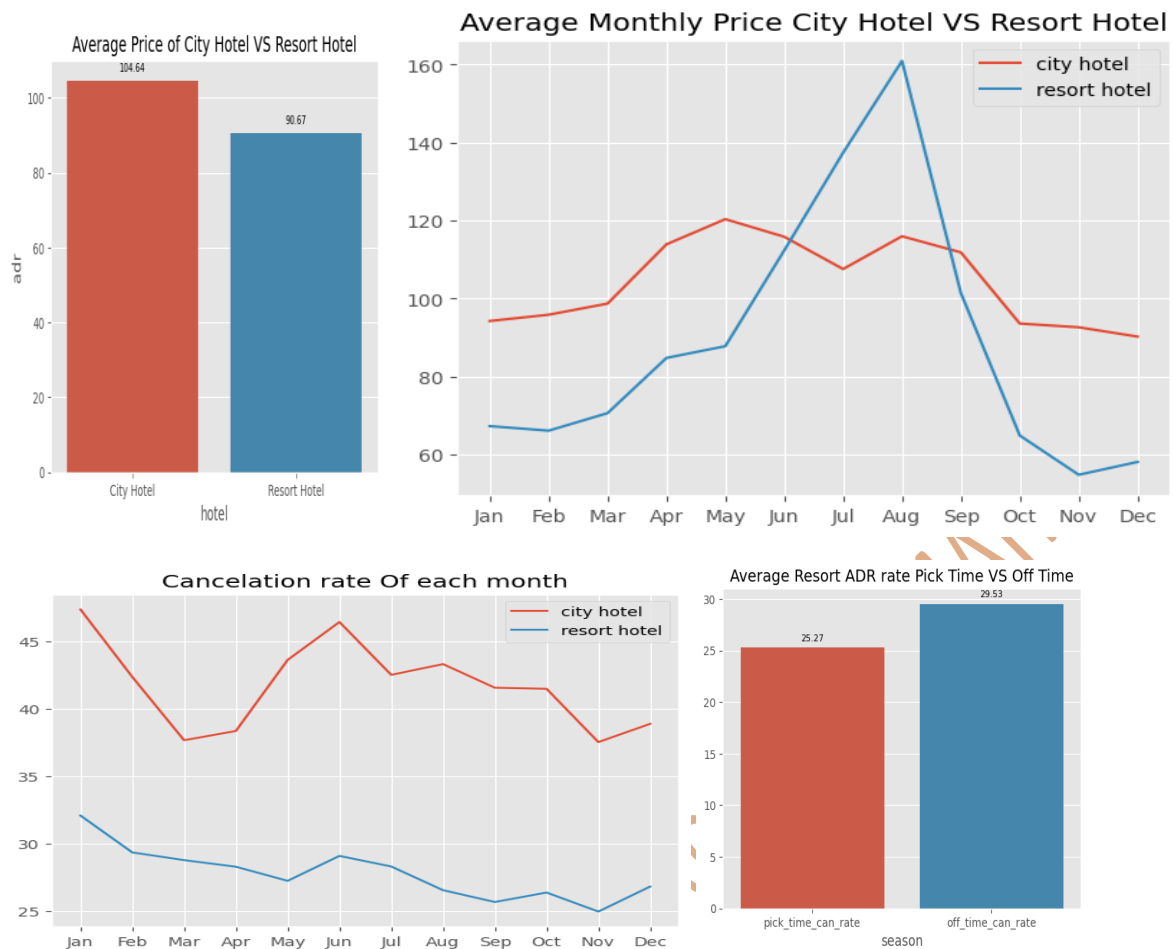 Average Price of City Hotel VS Resort Hotel
104.64
90.67
100
80
60
40
20
0
adr
City Hotel
Resort Hotel
hotel
Average Monthly Price City Hotel VS Resort Hotel
city hotel
resort hotel
160
140
120
100
80
60
Jan Feb Mar Apr May Jun Jul Aug Sep Oct Nov Dec
Cancelation rate Of each month
city hotel
resort hotel
45
40
35
30
25
Jan Feb Mar Apr May Jun Jul Aug Sep Oct Nov Dec
Average Resort ADR rate Pick Time VS Off Time
29.53
25.27
30
25
20
15
10
5
0
pick_time_can_rate
off_time_can_rate
season